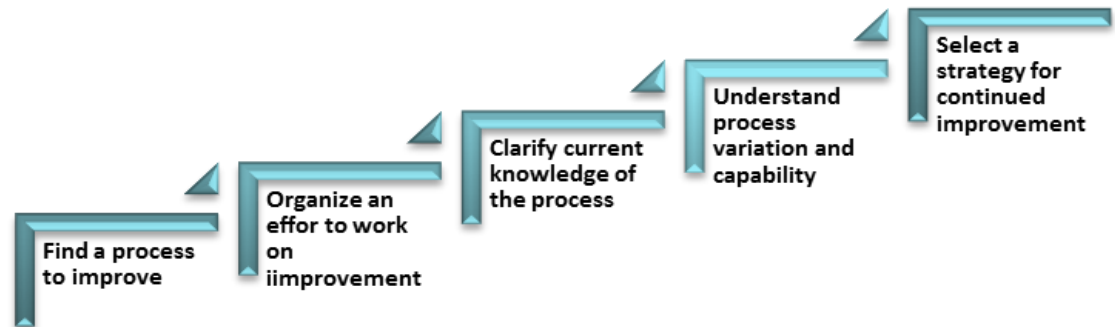 Find a process
to improve
Organize an
effor to work
on
iimprovement
Clarify current
knowledge of
the process
Understand
process
variation and
capability
Select a
strategy for
continued
improvement